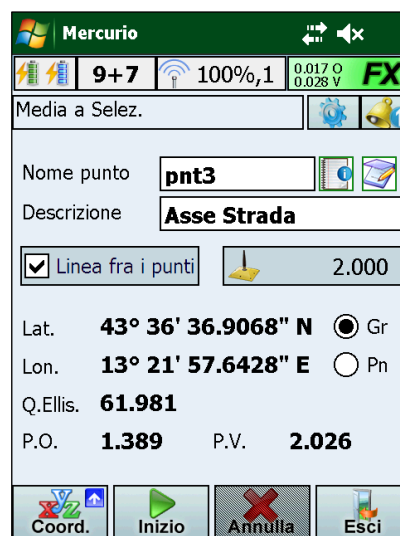 Mercurio
9+7 100%,1 0.017 O 0.028 V FX
Media a Selez.
Nome punto pnt3
Descrizione Asse Strada
Linea fra i punti 2.000
Lat. 43° 36' 36.9068" N Gr
Lon. 13° 21' 57.6428" E Pn
Q.Ellis. 61.981
P.O. 1.389 P.V. 2.026
Coord. Inizio Annulla Esci